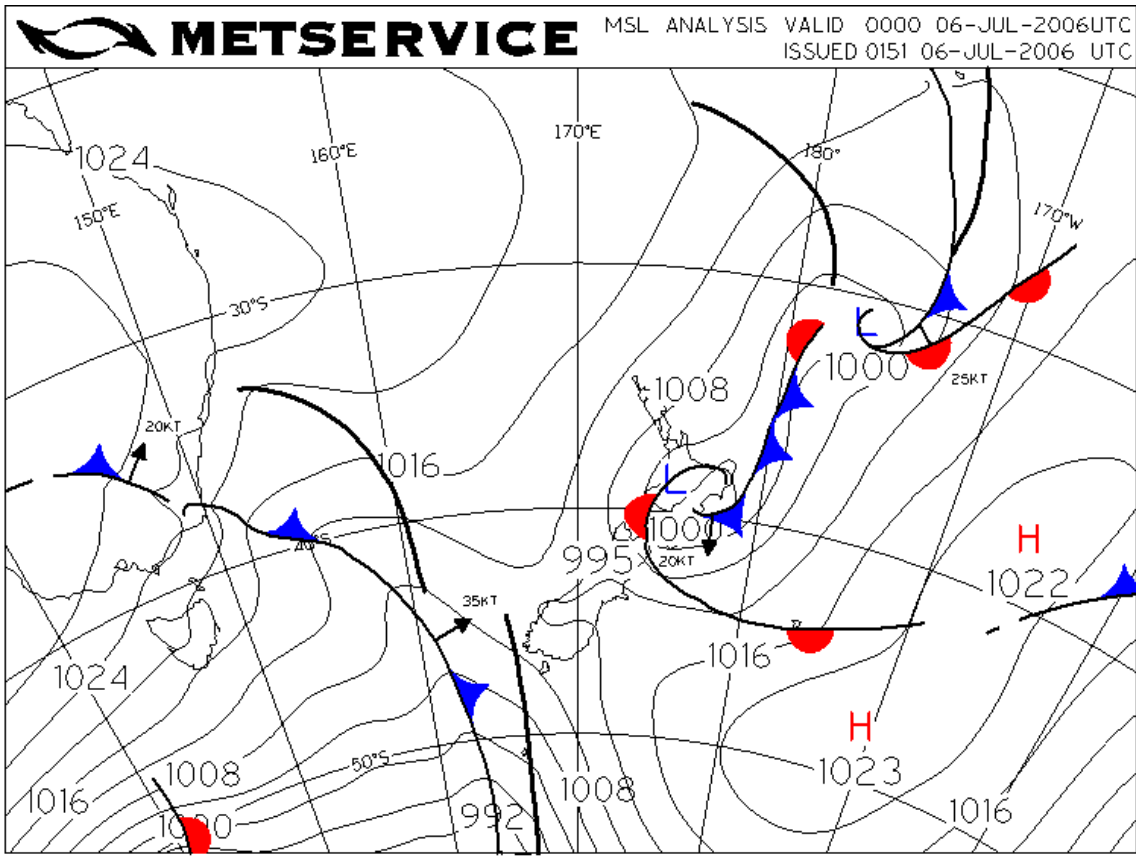 METSERVICE
MSL ANALYSIS VALID 0000 06-JUL-2006UTC
ISSUED 0151 06-JUL-2006 UTC
1024
160°E
170°E
180°
150°E
170°W
30°S
L
1000
25KT
1008
20KT
1016
L
1000
40°S
995×
20KT
H
1022
35KT
1016
1024
H
1023
50°S
1008
1016
1000
992
1008
1016